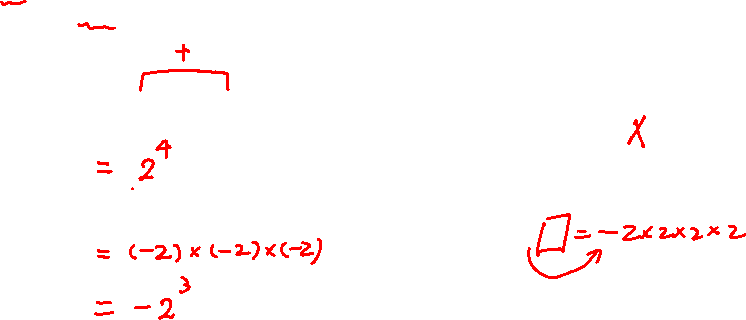 +
= 2⁴
X
= (-2) × (-2) × (-2)
□ = -2 × 2 × 2 × 2
= -2³